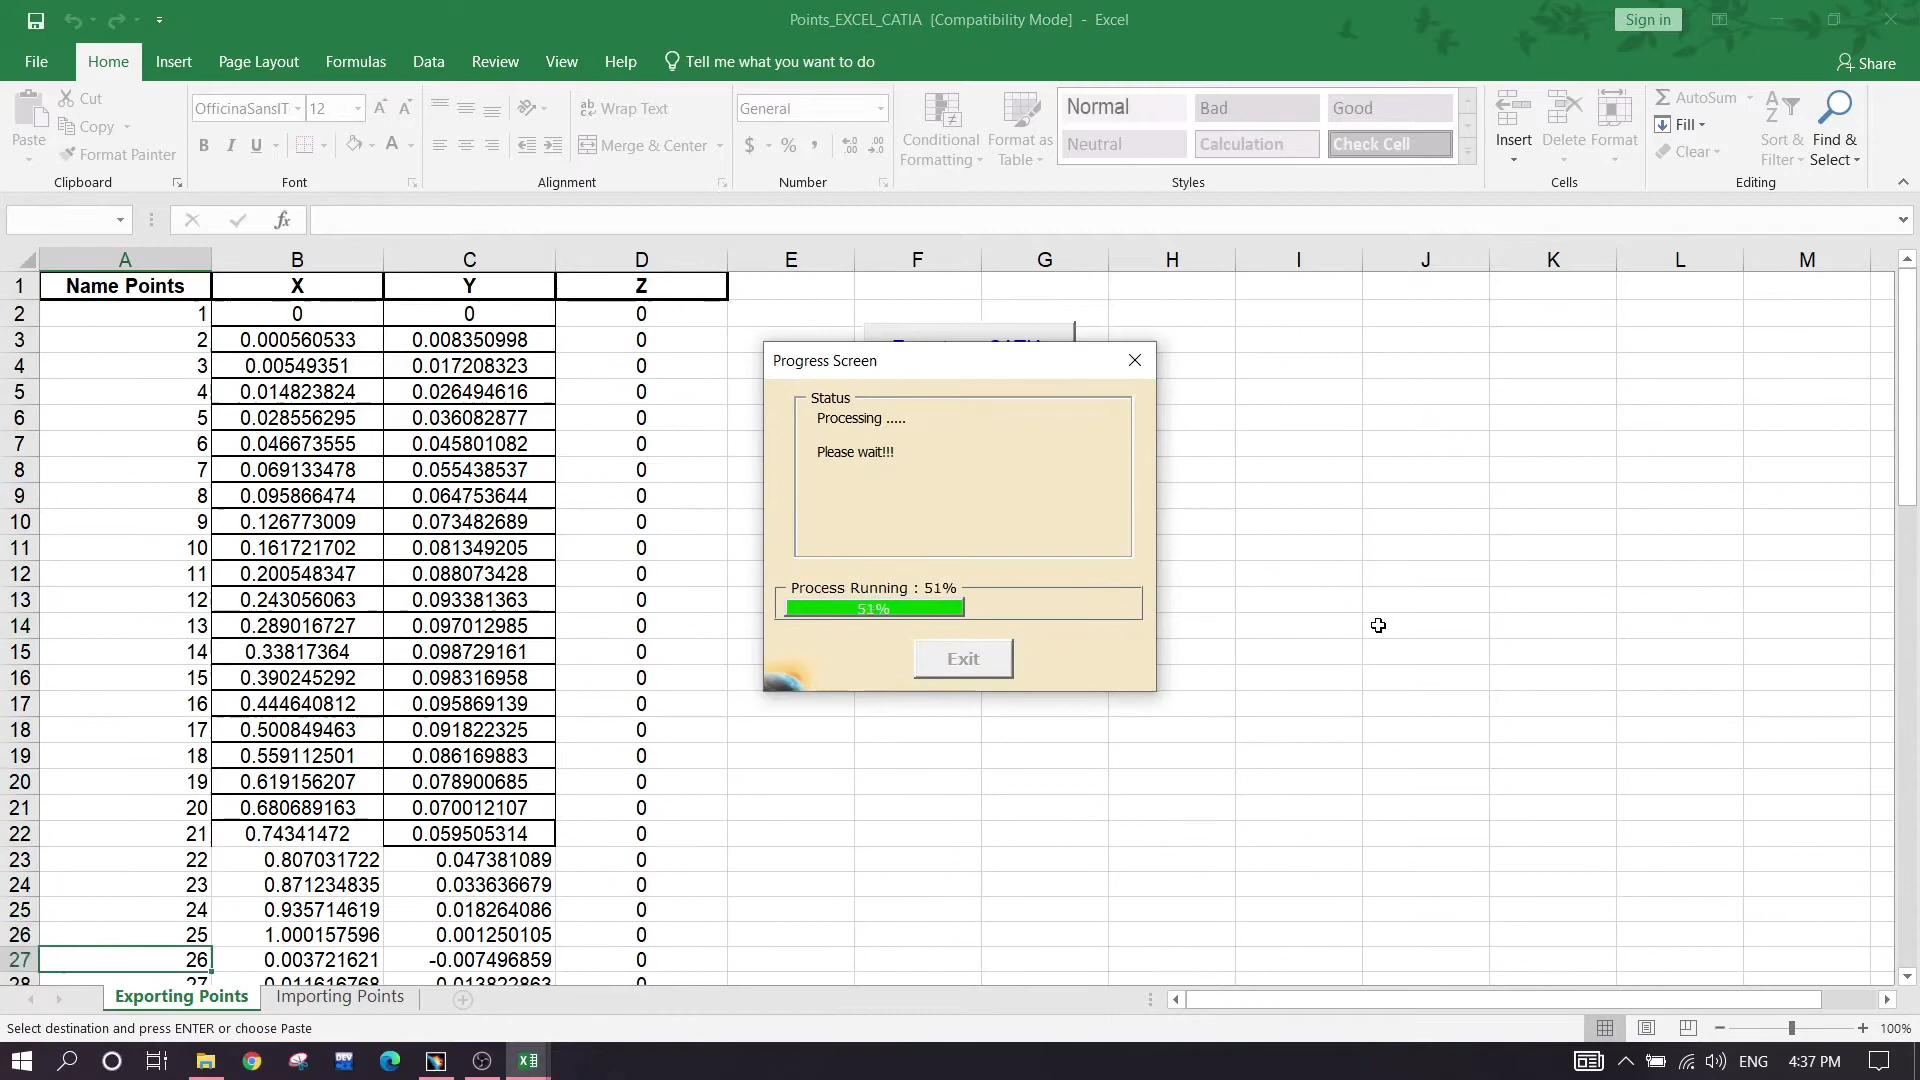 Points_EXCEL_CATIA [Compatibility Mode] - Excel
Sign in
File Home Insert Page Layout Formulas Data Review View Help Tell me what you want to do
Share
Paste
Cut
Copy
Format Painter
Clipboard
OfficinaSansIT 12
B I U
Font
Wrap Text
Merge & Center
Alignment
General
$ % ,
Number
Conditional Formatting
Format as Table
Normal Bad Good
Neutral Calculation Check Cell
Styles
Insert Delete Format
Cells
AutoSum
Fill
Clear
Sort & Filter
Find & Select
Editing
fx
A B C D E F G H I J K L M
1 Name Points X Y Z
2 1 0 0 0
3 2 0.000560533 0.008350998 0
4 3 0.00549351 0.017208323 0
5 4 0.014823824 0.026494616 0
6 5 0.028556295 0.036082877 0
7 6 0.046673555 0.045801082 0
8 7 0.069133478 0.055438537 0
9 8 0.095866474 0.064753644 0
10 9 0.126773009 0.073482689 0
11 10 0.161721702 0.081349205 0
12 11 0.200548347 0.088073428 0
13 12 0.243056063 0.093381363 0
14 13 0.289016727 0.097012985 0
15 14 0.33817364 0.098729161 0
16 15 0.390245292 0.098316958 0
17 16 0.444640812 0.095869139 0
18 17 0.500849463 0.091822325 0
19 18 0.559112501 0.086169883 0
20 19 0.619156207 0.078900685 0
21 20 0.680689163 0.070012107 0
22 21 0.74341472 0.059505314 0
23 22 0.807031722 0.047381089 0
24 23 0.871234835 0.033636679 0
25 24 0.935714619 0.018264086 0
26 25 1.000157596 0.001250105 0
27 26 0.003721621 -0.007496859 0
28 27 0.011616768 -0.013822863 0
Progress Screen
Status
Processing .....
Please wait!!!
Process Running : 51%
51%
Exit
Exporting Points Importing Points
Select destination and press ENTER or choose Paste
100%
DEV
ENG 4:37 PM